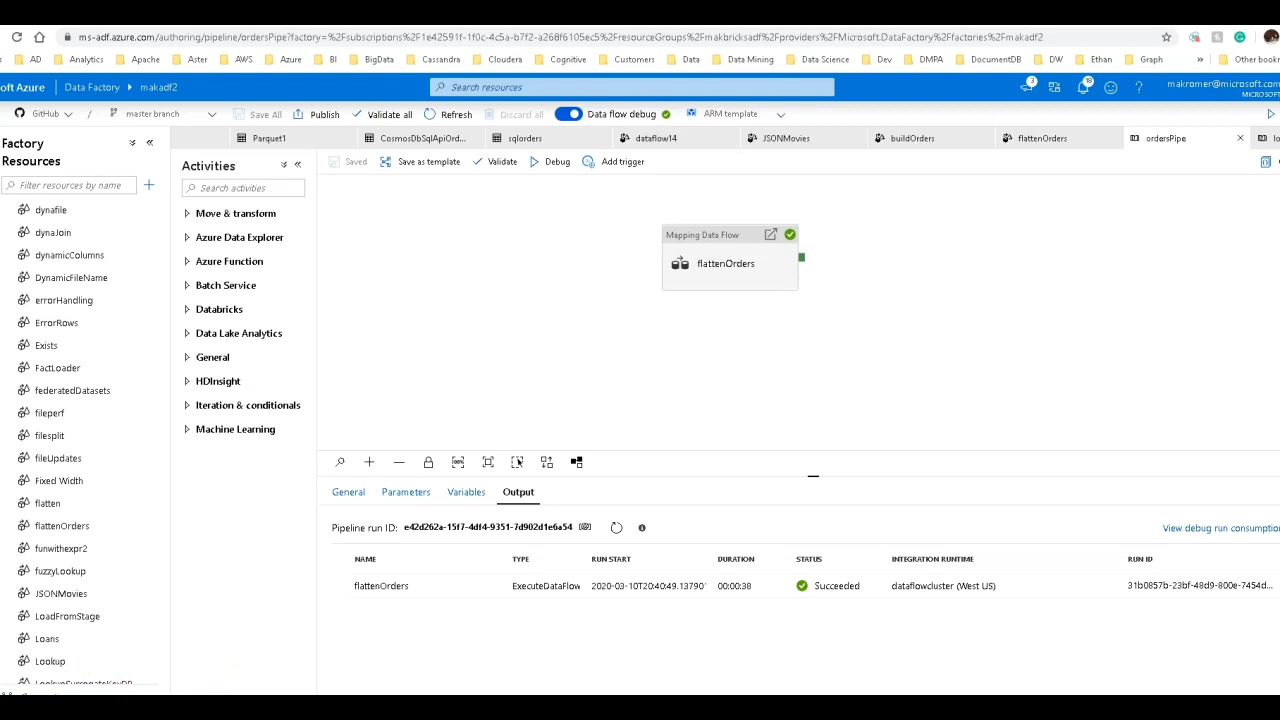 ms-adf.azure.com/authoring/pipeline/ordersPipe?factory=%2Fsubscriptions%2F1e42591f-1f0c-4c5a-b7f2-a268f6105ec5%2FresourceGroups%2Fmakbricksadf%2Fproviders%2FMicrosoft.DataFactory%2Ffactories%2Fmakadf2
AD Analytics Apache Aster AWS Azure BI BigData Cassandra Cloudera Cognitive Customers Data Data Mining Data Science Dev DMPA DocumentDB DW Ethan Graph » Other bookr
oft Azure Data Factory makadf2 Search resources 3 18 makromer@microsoft.com
MICROSOFT
GitHub / master branch Save All Publish Validate all Refresh Discard all Data flow debug ARM template
Factory Resources
Filter resources by name
dynafile
dynaJoin
dynamicColumns
DynamicFileName
errorHandling
ErrorRows
Exists
FactLoader
federatedDatasets
fileperf
filesplit
fileUpdates
Fixed Width
flatten
flattenOrders
funwithexpr2
fuzzyLookup
JSONMovies
LoadFromStage
Loans
Lookup
LookupSurrogateKeyDB
Parquet1 CosmosDbSqlApiOrd... sqlorders dataflow14 JSONMovies buildOrders flattenOrders ordersPipe lo
Activities
Search activities
Move & transform
Azure Data Explorer
Azure Function
Batch Service
Databricks
Data Lake Analytics
General
HDInsight
Iteration & conditionals
Machine Learning
Saved Save as template Validate Debug Add trigger
Mapping Data Flow
flattenOrders
General Parameters Variables Output
Pipeline run ID: e42d262a-15f7-4df4-9351-7d902d1e6a54
View debug run consumption
NAME TYPE RUN START DURATION STATUS INTEGRATION RUNTIME RUN ID
flattenOrders ExecuteDataFlow 2020-03-10T20:40:49.13790 00:00:38 Succeeded dataflowcluster (West US) 31b0857b-23bf-48d9-800e-7454d...